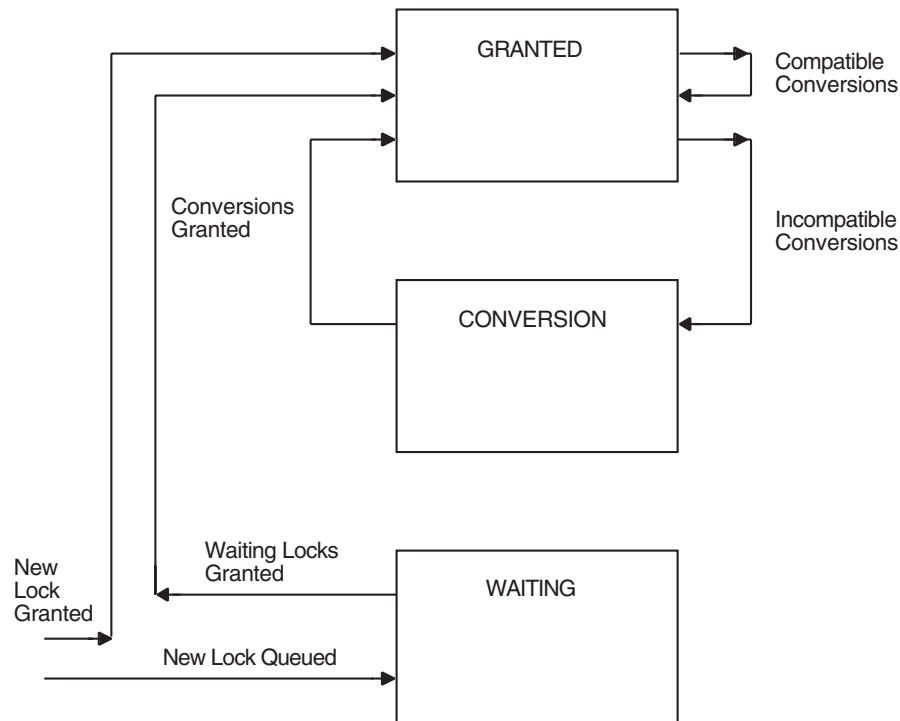 GRANTED
Compatible
Conversions
Conversions
Granted
Incompatible
Conversions
CONVERSION
Waiting Locks
Granted
WAITING
New
Lock
Granted
New Lock Queued